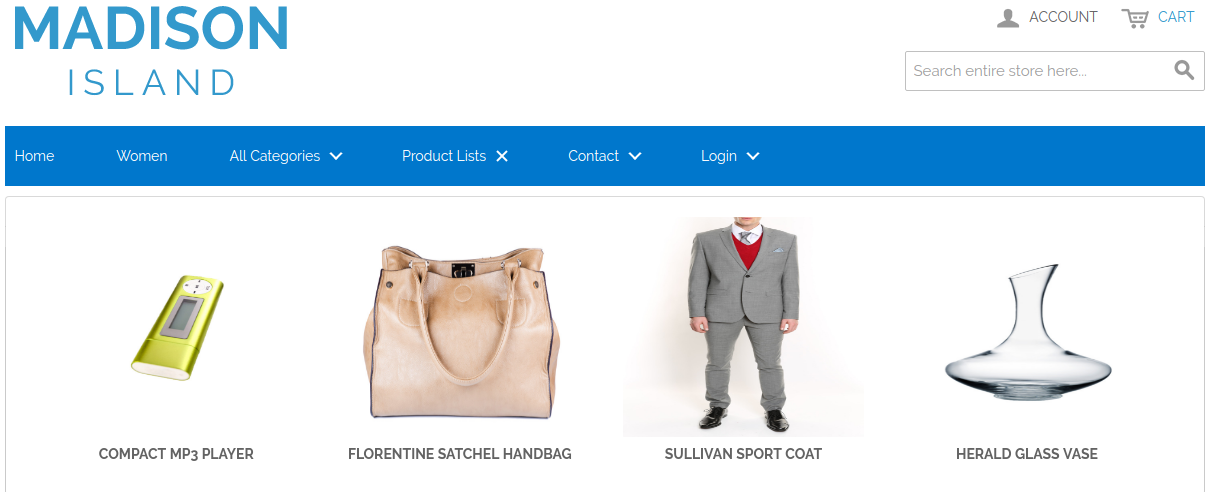 MADISON
ISLAND
ACCOUNT CART
Search entire store here...
Home Women All Categories Product Lists Contact Login
COMPACT MP3 PLAYER FLORENTINE SATCHEL HANDBAG SULLIVAN SPORT COAT HERALD GLASS VASE